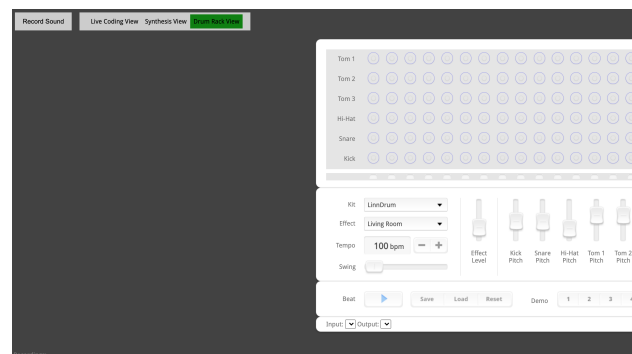 Record Sound Live Coding View Synthesis View Drum Rack View
Tom 1
Tom 2
Tom 3
Hi-Hat
Snare
Kick
Kit LinnDrum
Effect Living Room
Tempo 100 bpm − +
Swing
Effect Level
Kick Pitch
Snare Pitch
Hi-Hat Pitch
Tom 1 Pitch
Tom 2 Pitch
Beat Save Load Reset Demo 1 2 3
Input: Output: